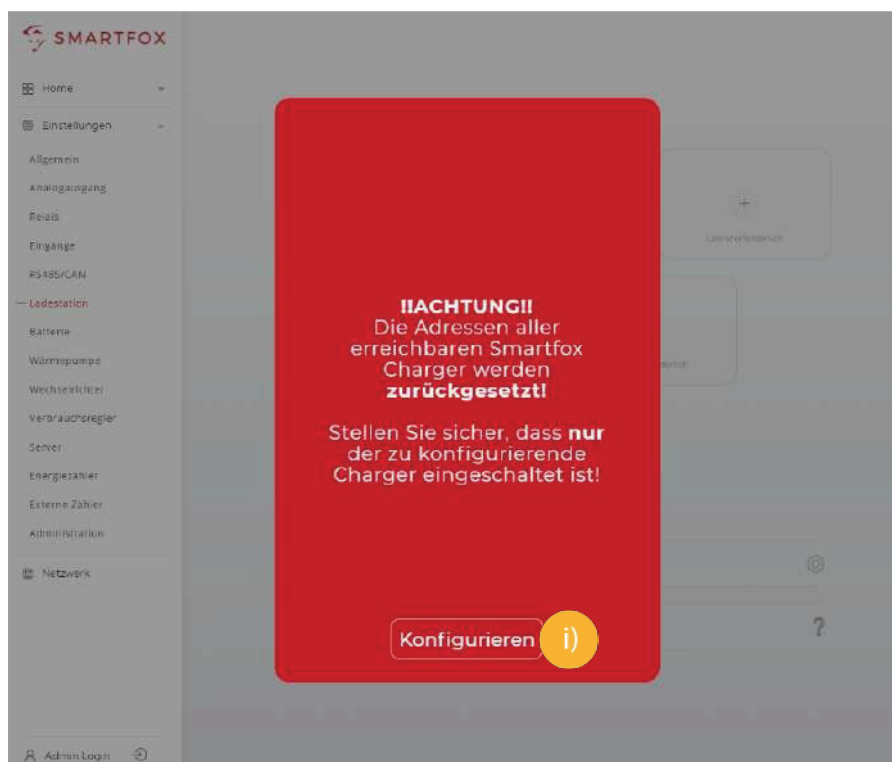 SMARTFOX
Home
Einstellungen
Allgemein
Analogausgang
Relais
Eingänge
RS485/CAN
Ladestation
Batterie
Wärmepumpe
Wechselrichter
Verbrauchsregler
Server
Energiezähler
Externe Zähler
Administration
Netzwerk
Admin Login
!!ACHTUNG!!
Die Adressen aller
erreichbaren Smartfox
Charger werden
zurückgesetzt!
Stellen Sie sicher, dass nur
der zu konfigurierende
Charger eingeschaltet ist!
Konfigurieren
i)
+
?